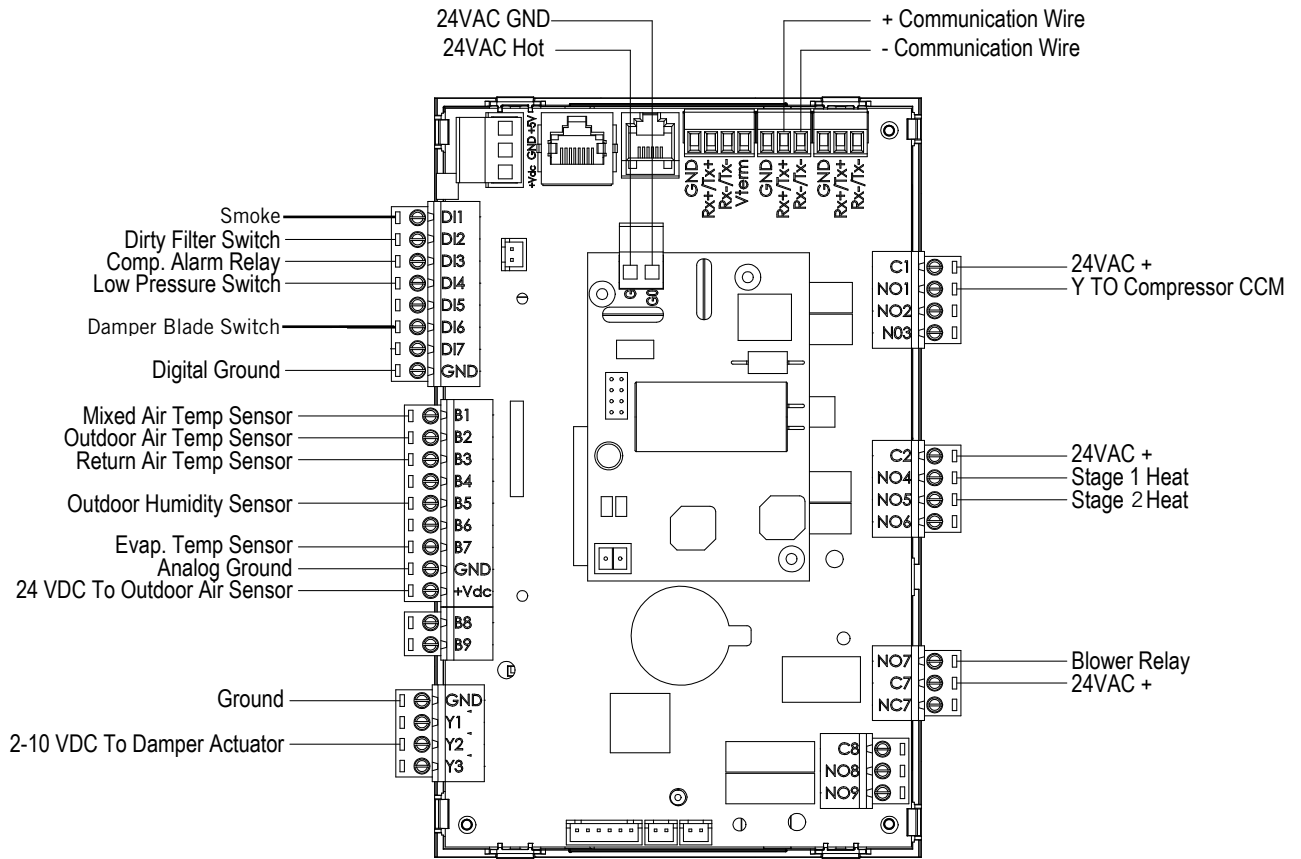 24VAC GND
+ Communication Wire
24VAC Hot
- Communication Wire
+Vdc GND +5V
GND
Rx+/Tx+
Rx-/Tx-
Vterm
GND
Rx+/Tx+
Rx-/Tx-
GND
Rx+/Tx+
Rx-/Tx-
Smoke DI1
Dirty Filter Switch DI2
Comp. Alarm Relay DI3
Low Pressure Switch DI4
DI5
Damper Blade Switch DI6
DI7
Digital Ground GND
G
G0
C1 24VAC +
NO1 Y TO Compressor CCM
NO2
N03
Mixed Air Temp Sensor B1
Outdoor Air Temp Sensor B2
Return Air Temp Sensor B3
B4
Outdoor Humidity Sensor B5
B6
Evap. Temp Sensor B7
Analog Ground GND
24 VDC To Outdoor Air Sensor +Vdc
B8
B9
C2 24VAC +
NO4 Stage 1 Heat
NO5 Stage 2 Heat
NO6
Ground GND
Y1
2-10 VDC To Damper Actuator Y2
Y3
NO7 Blower Relay
C7 24VAC +
NC7
C8
NO8
NO9